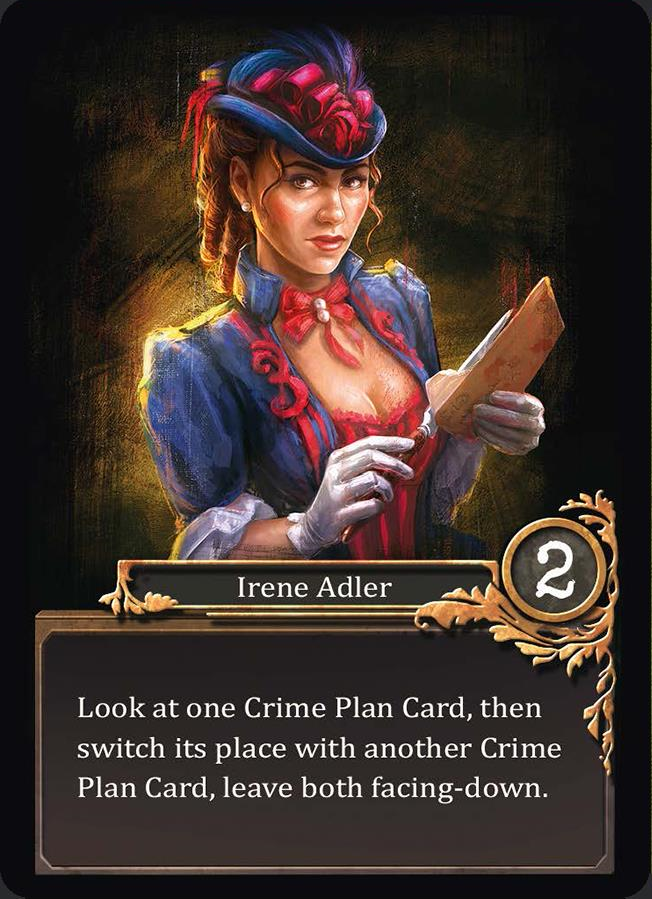 Irene Adler
2
Look at one Crime Plan Card, then
switch its place with another Crime
Plan Card, leave both facing-down.